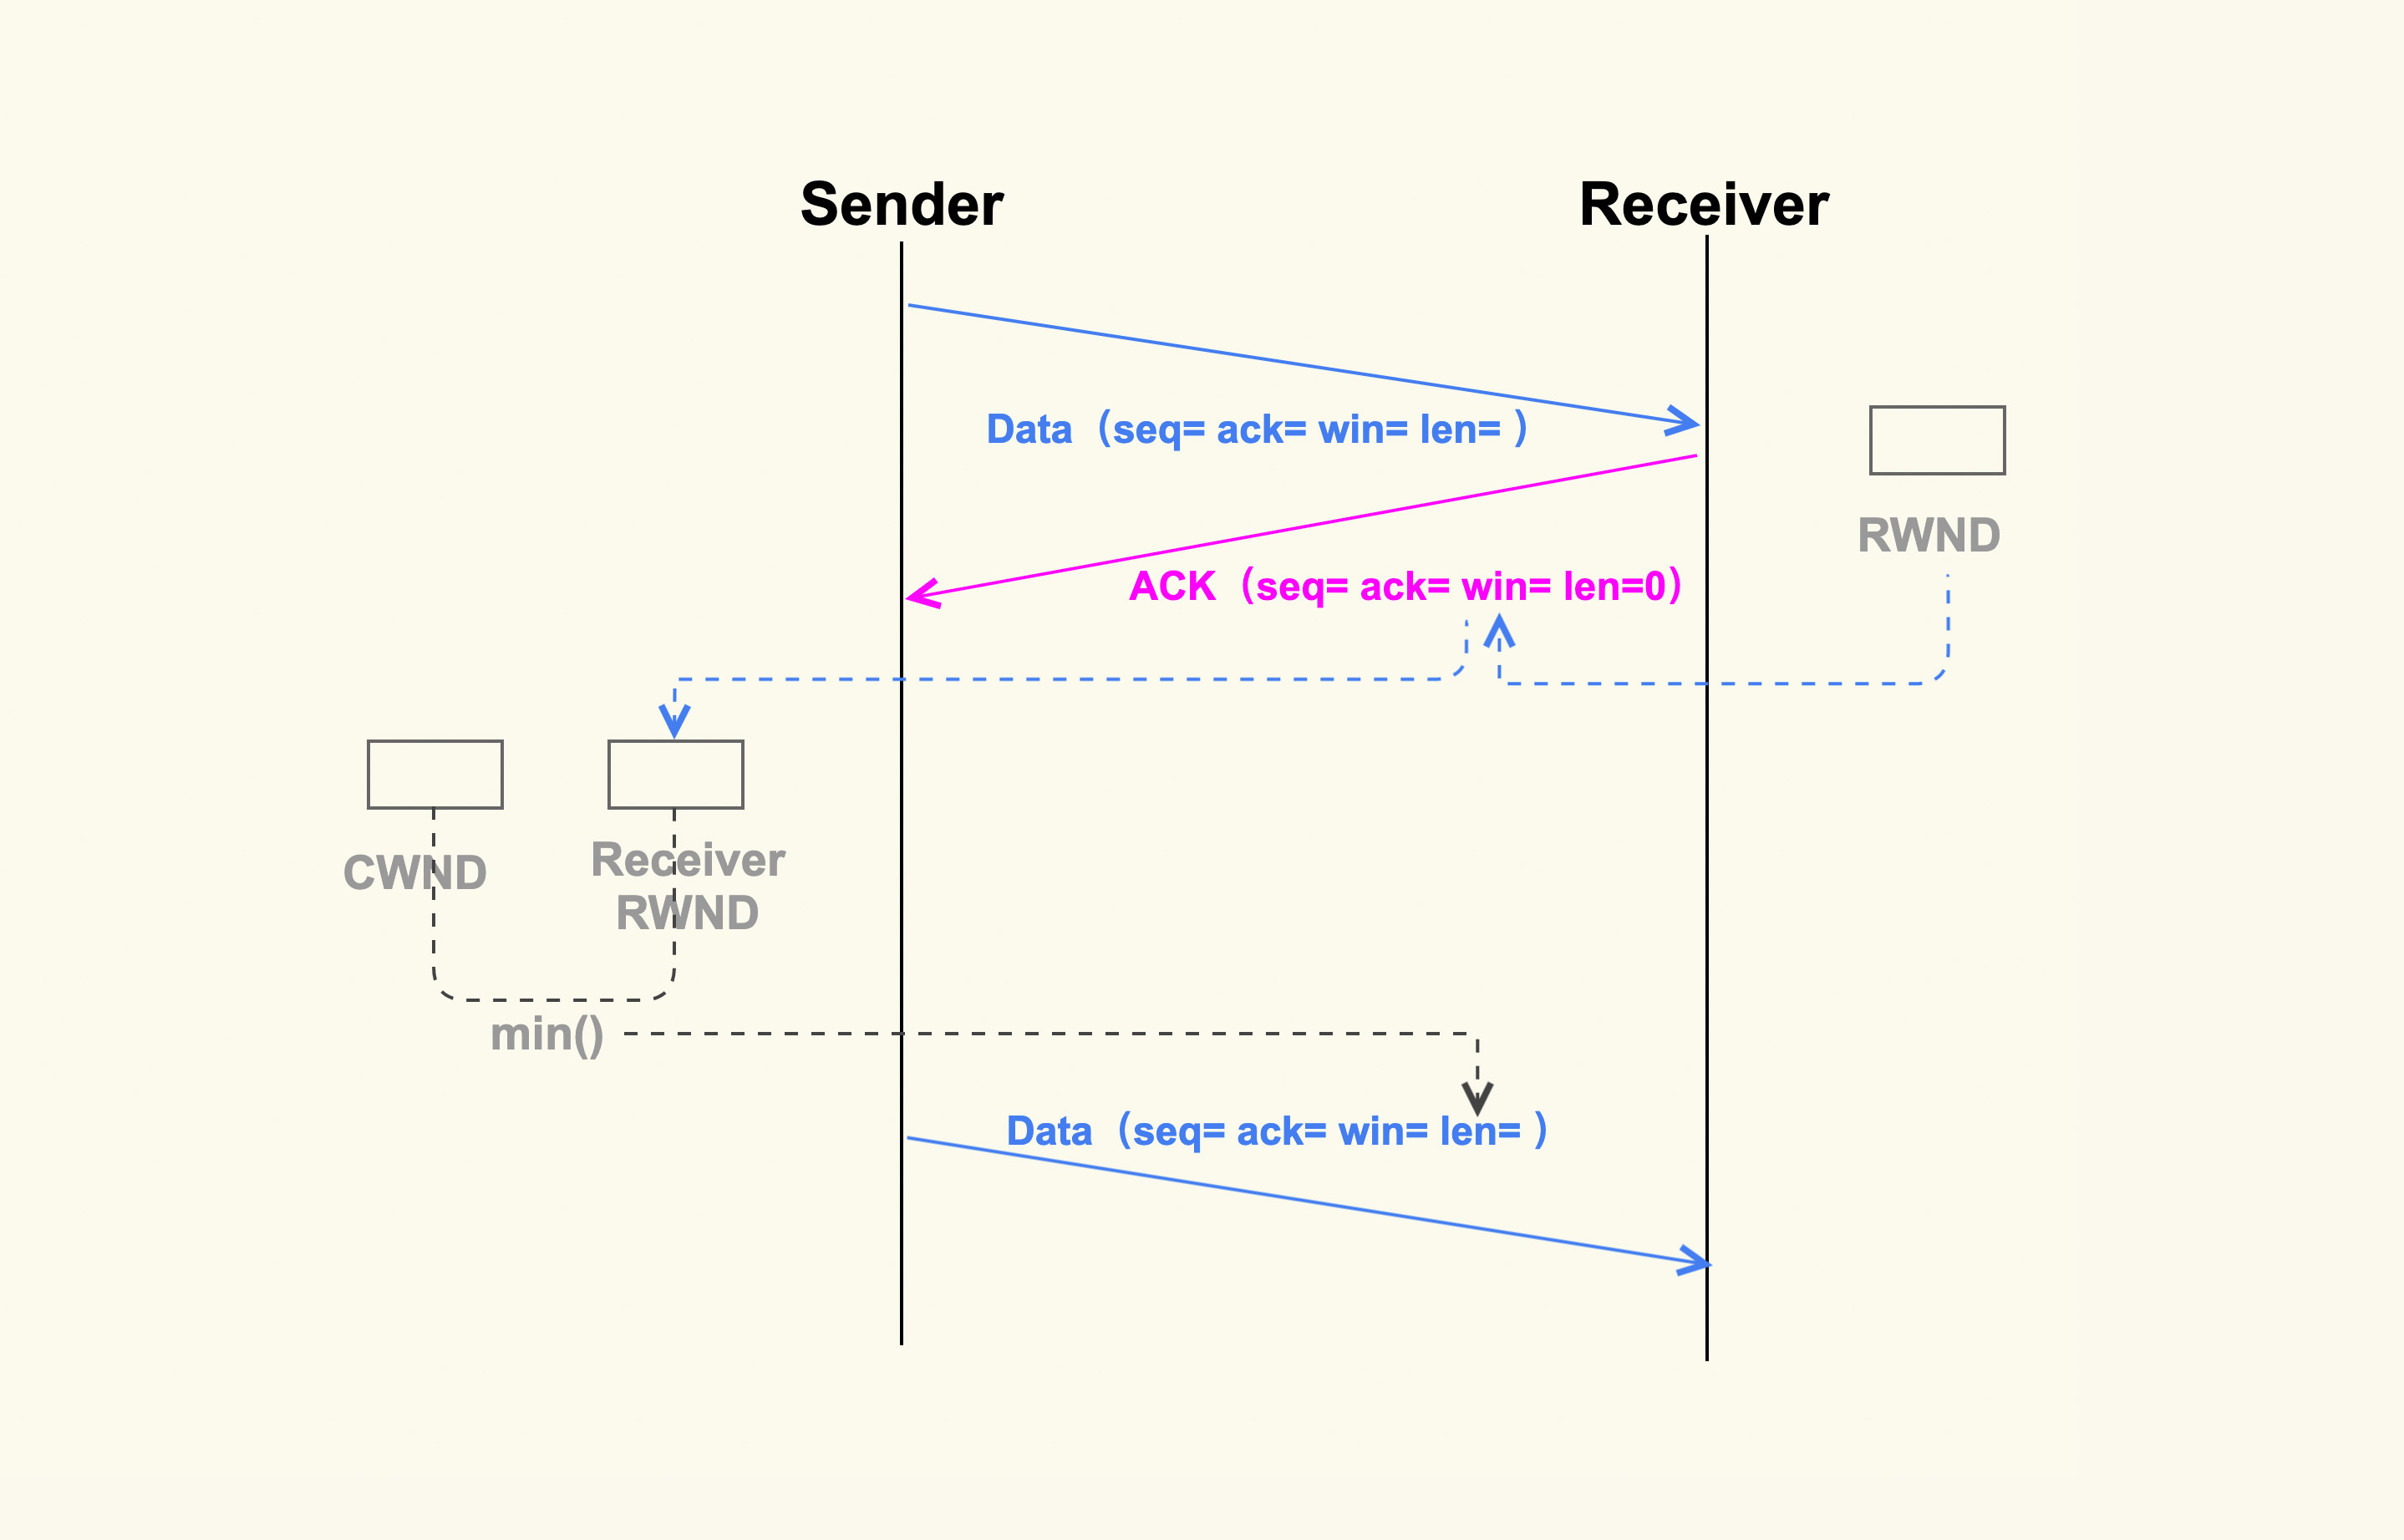 Sender
Receiver
Data（seq= ack= win= len= ）
RWND
ACK（seq= ack= win= len=0）
CWND
Receiver
RWND
min()
Data（seq= ack= win= len= ）